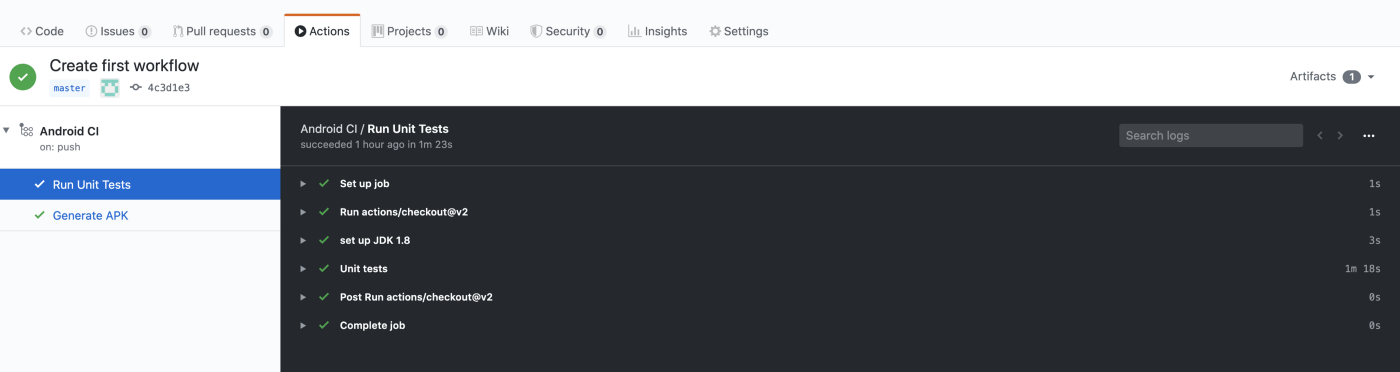 Code Issues 0 Pull requests 0 Actions Projects 0 Wiki Security 0 Insights Settings
Create first workflow
master 4c3d1e3
Artifacts 1
Android CI
on: push
Run Unit Tests
Generate APK
Android CI / Run Unit Tests
succeeded 1 hour ago in 1m 23s
Search logs
Set up job 1s
Run actions/checkout@v2 1s
set up JDK 1.8 3s
Unit tests 1m 18s
Post Run actions/checkout@v2 0s
Complete job 0s